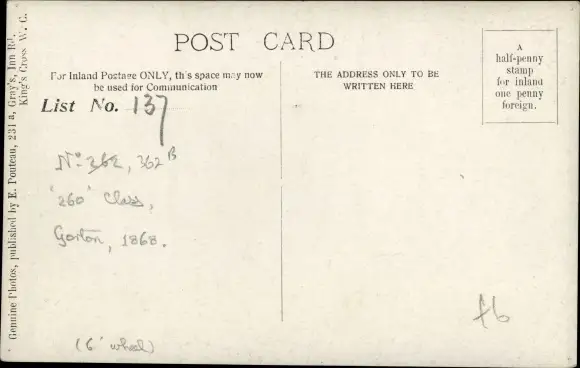 POST CARD
For Inland Postage ONLY, this space may now
be used for Communication
THE ADDRESS ONLY TO BE
WRITTEN HERE
A
half-penny
stamp
for inland
one penny
foreign.
List No. 137
No. 262, 362B
'260' Class,
Gorton, 1868.
(6' wheel)
£6
Genuine Photos, published by E. Pouteau, 231a, Gray's, Inn Rd.,
King's Cross W. C.